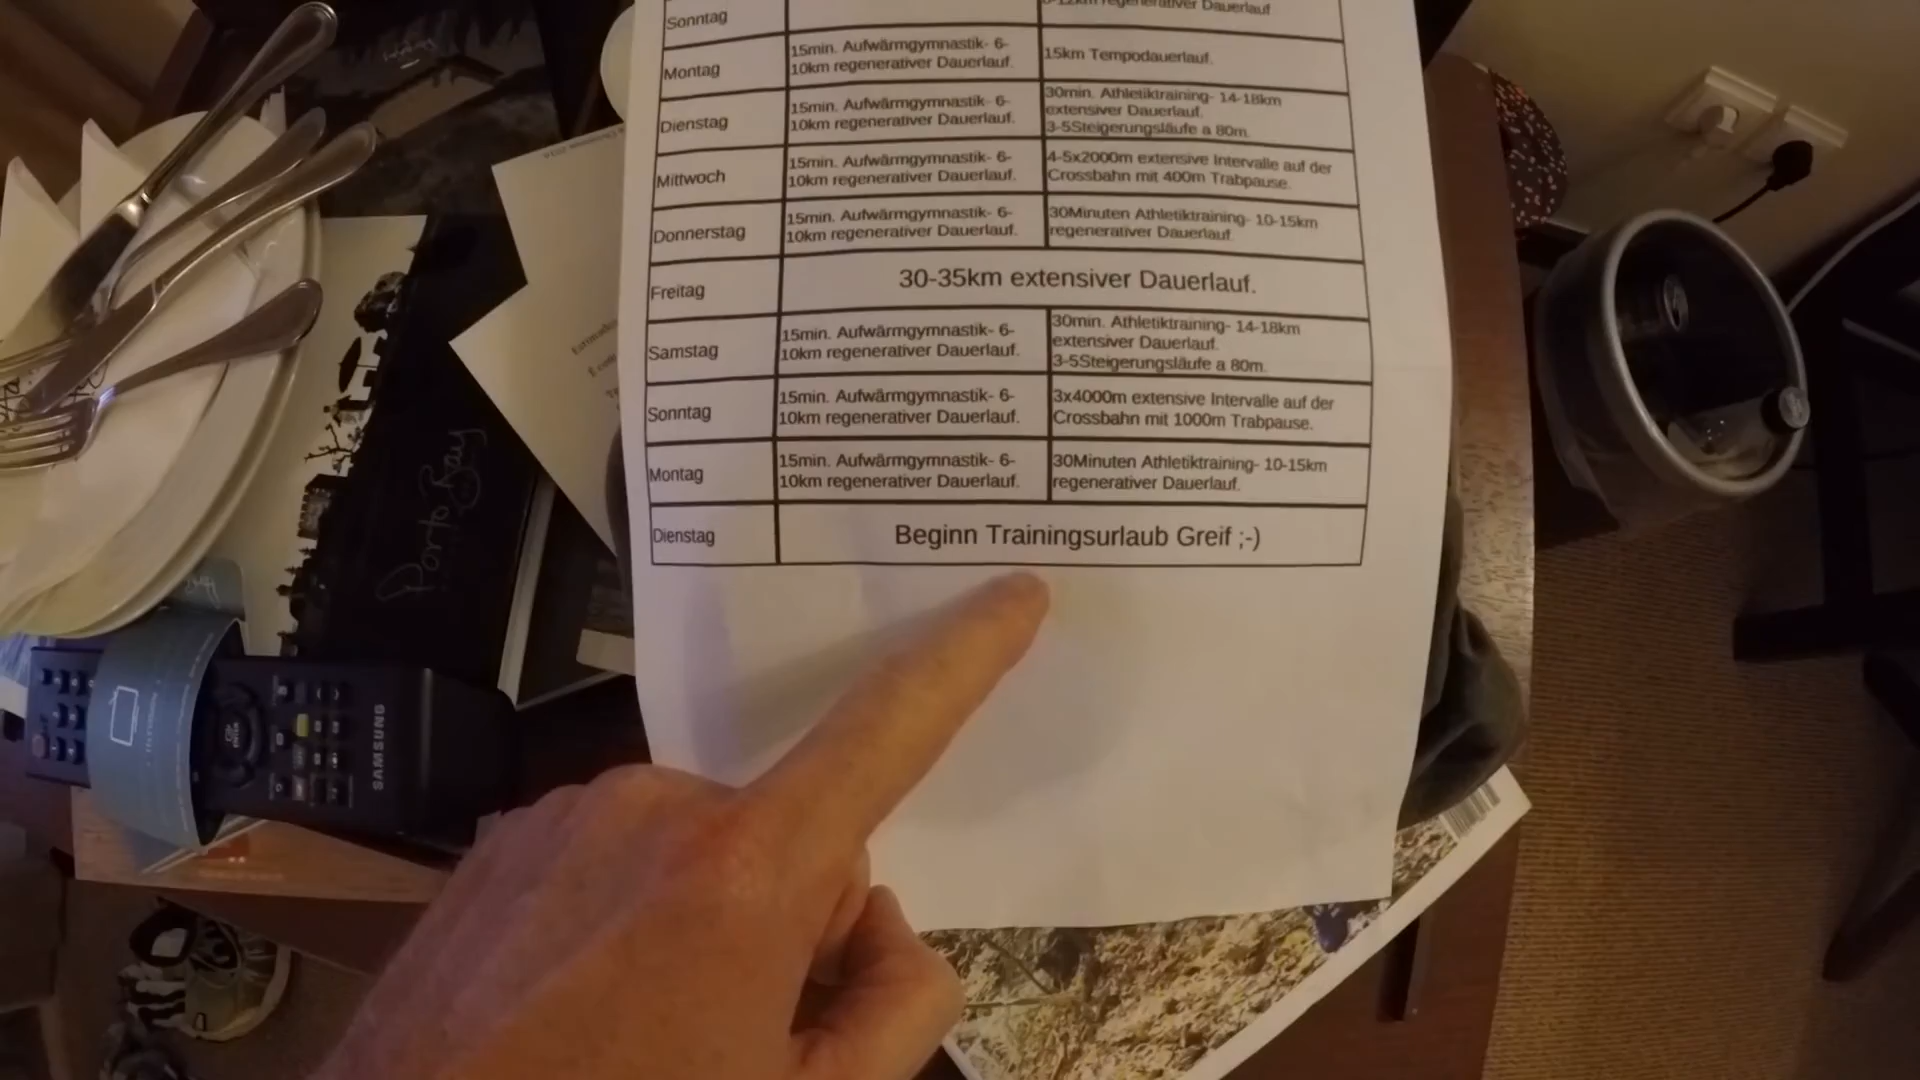 Sonntag
regenerativer Dauerlauf
Montag
15min. Aufwärmgymnastik- 6-
10km regenerativer Dauerlauf.
15km Tempodauerlauf.
Dienstag
15min. Aufwärmgymnastik- 6-
10km regenerativer Dauerlauf.
30min. Athletiktraining- 14-18km
extensiver Dauerlauf.
3-5Steigerungsläufe a 80m.
Mittwoch
15min. Aufwärmgymnastik- 6-
10km regenerativer Dauerlauf.
4-5x2000m extensive Intervalle auf der
Crossbahn mit 400m Trabpause.
Donnerstag
15min. Aufwärmgymnastik- 6-
10km regenerativer Dauerlauf.
30Minuten Athletiktraining- 10-15km
regenerativer Dauerlauf.
Freitag
30-35km extensiver Dauerlauf.
Samstag
15min. Aufwärmgymnastik- 6-
10km regenerativer Dauerlauf.
30min. Athletiktraining- 14-18km
extensiver Dauerlauf.
3-5Steigerungsläufe a 80m.
Sonntag
15min. Aufwärmgymnastik- 6-
10km regenerativer Dauerlauf.
3x4000m extensive Intervalle auf der
Crossbahn mit 1000m Trabpause.
Montag
15min. Aufwärmgymnastik- 6-
10km regenerativer Dauerlauf.
30Minuten Athletiktraining- 10-15km
regenerativer Dauerlauf.
Dienstag
Beginn Trainingsurlaub Greif ;-)
Porto Bay
SAMSUNG